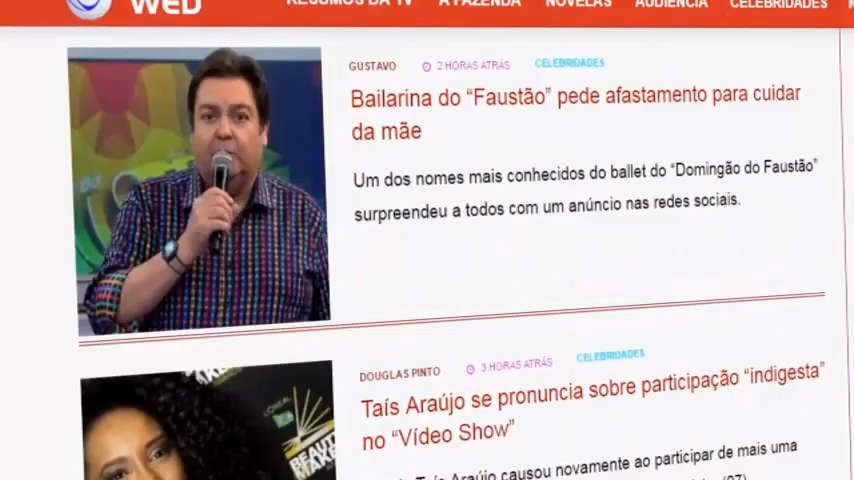 WED
RESUMOS DA TV A FAZENDA NOVELAS AUDIÊNCIA CELEBRIDADES
GUSTAVO 2 HORAS ATRÁS CELEBRIDADES
Bailarina do “Faustão” pede afastamento para cuidar
da mãe
Um dos nomes mais conhecidos do ballet do “Domingão do Faustão”
surpreendeu a todos com um anúncio nas redes sociais.
DOUGLAS PINTO 3 HORAS ATRÁS CELEBRIDADES
Taís Araújo se pronuncia sobre participação “indigesta”
no “Vídeo Show”
Taís Araújo causou novamente ao participar de mais uma
BEAUTY
MAKE